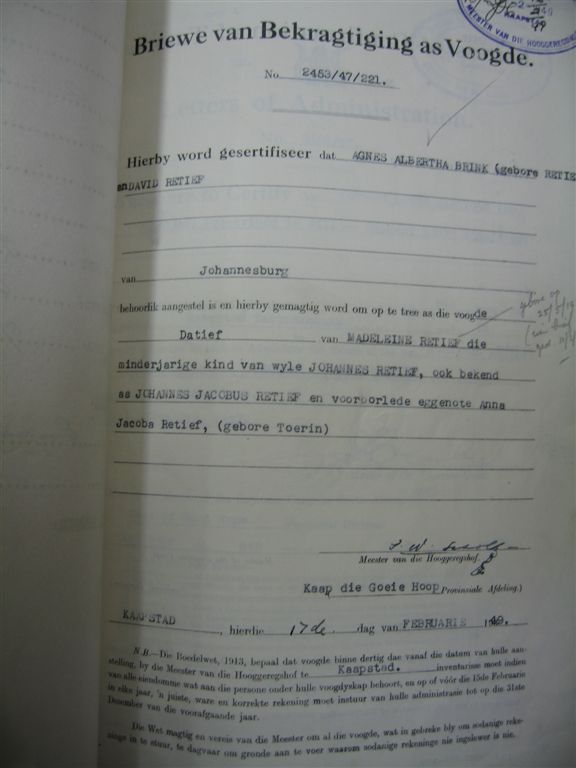 KAAPSTAD
MEESTER VAN DIE HOOGGEREGSHOF
Briewe van Bekragtiging as Voogde.
No. 2453/47/221.
Hierby word gesertifiseer dat AGNES ALBERTHA BRINK (gebore RETIE
en DAVID RETIEF
van Johannesburg
behoorlik aangestel is en hierby gemagtig word om op te tree as die voogde
Datief van MADELEINE RETIEF die
minderjarige kind van wyle JOHANNES RETIEF, ook bekend
as JOHANNES JACOBUS RETIEF en vooroorlede eggenote Anna
Jacoba Retief, (gebore Toerin)
gebore op
Meester van die Hooggeregshof.
Kaap die Goeie Hoop Provinsiale Afdeling.)
KAAPSTAD, hierdie 17de dag van FEBRUARIE 1949.
N.B.—Die Boedelwet, 1913, bepaal dat voogde binne dertig dae vanaf die datum van hulle aan-
stelling, by die Meester van die Hooggeregshof te Kaapstad. inventarisse moet indien
van alle eiendomme wat aan die persone onder hulle voogdyskap behoort, en op of vóór die 15de Februarie
in elke jaar, 'n juiste, ware en korrekte rekening moet instuur van hulle administrasie tot op die 31ste
Desember van die voorafgaande jaar.
Die Wet magtig en vereis van die Meester om al die voogde, wat in gebreke bly om sodanige reke-
ninge in te stuur, te dagvaar om gronde aan te voer waarom sodanige rekeninge nie ingelewer is nie.